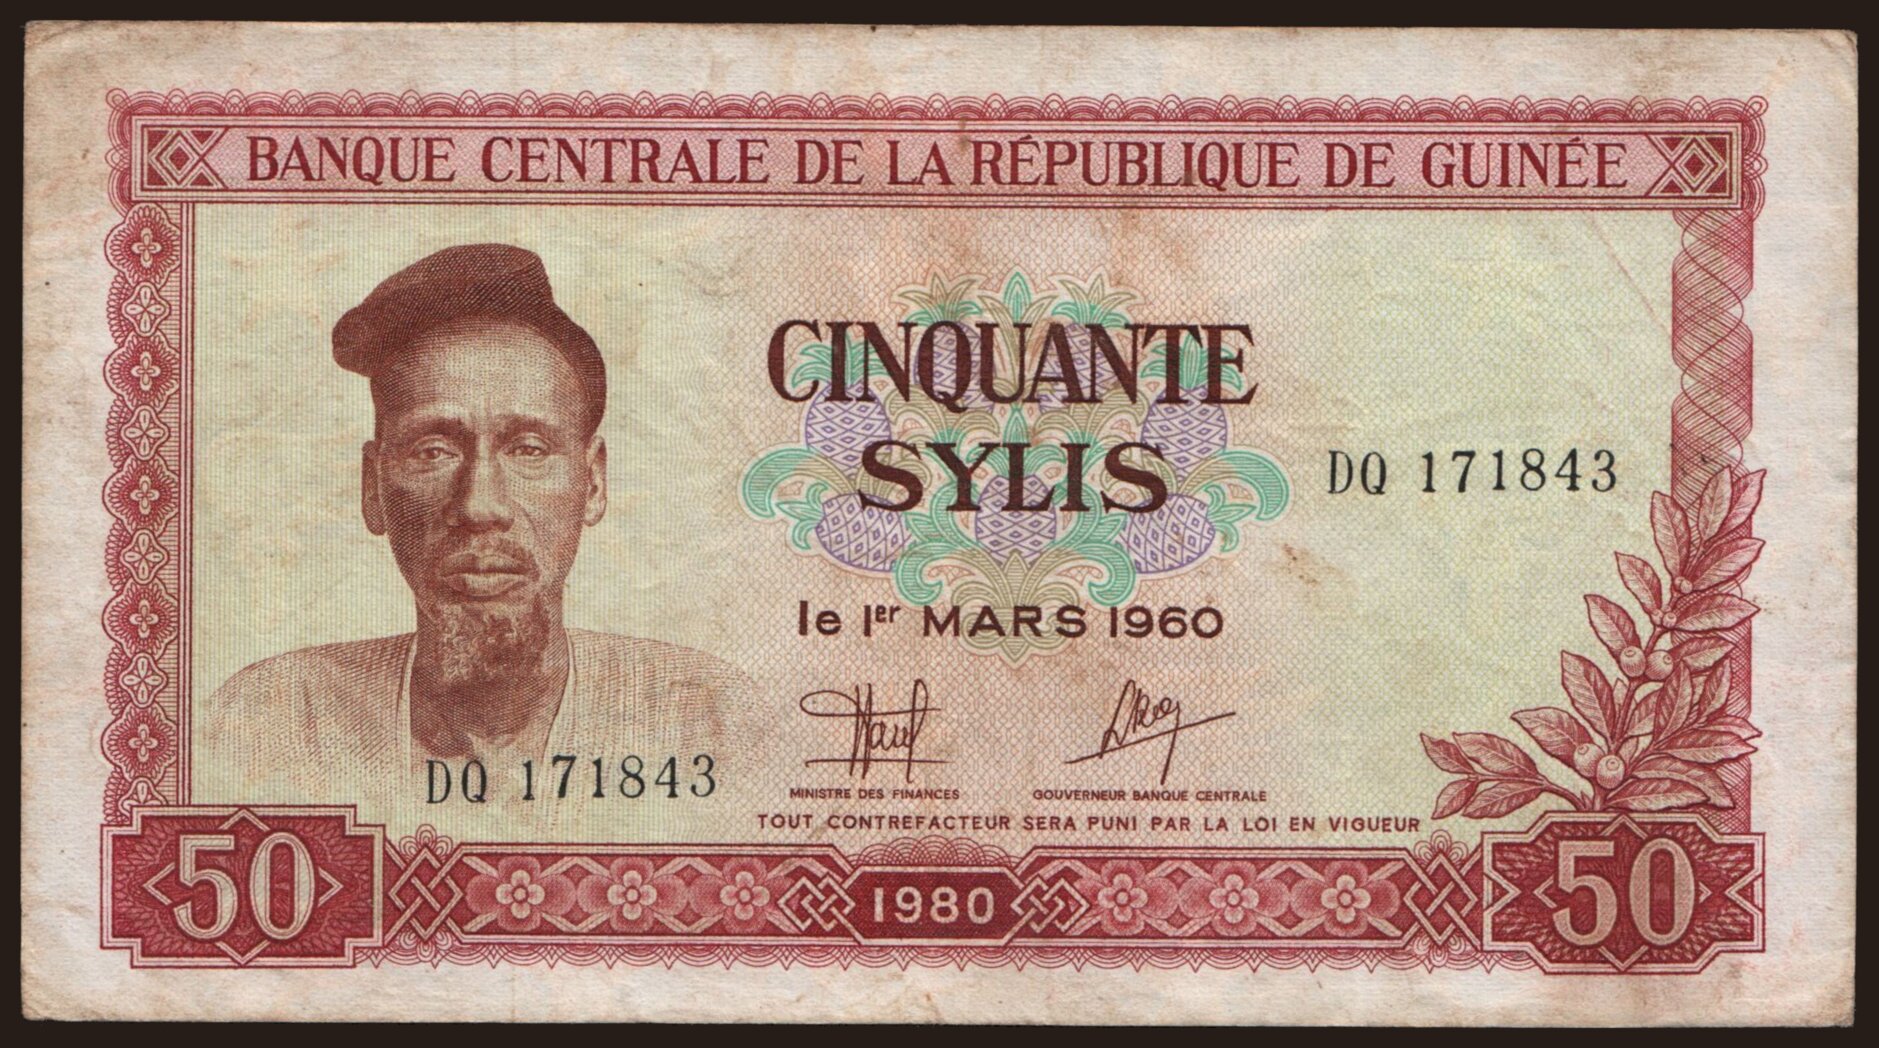 BANQUE CENTRALE DE LA RÉPUBLIQUE DE GUINÉE
CINQUANTE
SYLIS
DQ 171843
le 1er MARS 1960
DQ 171843
MINISTRE DES FINANCES
GOUVERNEUR BANQUE CENTRALE
TOUT CONTREFACTEUR SERA PUNI PAR LA LOI EN VIGUEUR
50
1980
50